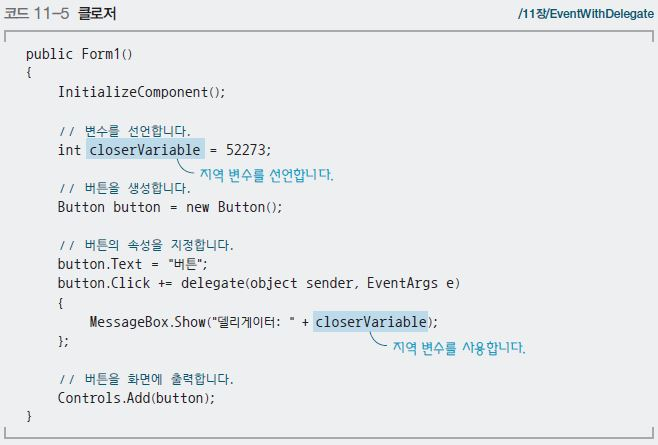 코드 11-5 클로저 /11장/EventWithDelegate
public Form1()
{
InitializeComponent();
// 변수를 선언합니다.
int closerVariable = 52273;
지역 변수를 선언합니다.
// 버튼을 생성합니다.
Button button = new Button();
// 버튼의 속성을 지정합니다.
button.Text = "버튼";
button.Click += delegate(object sender, EventArgs e)
{
MessageBox.Show("델리게이터: " + closerVariable);
지역 변수를 사용합니다.
};
// 버튼을 화면에 출력합니다.
Controls.Add(button);
}